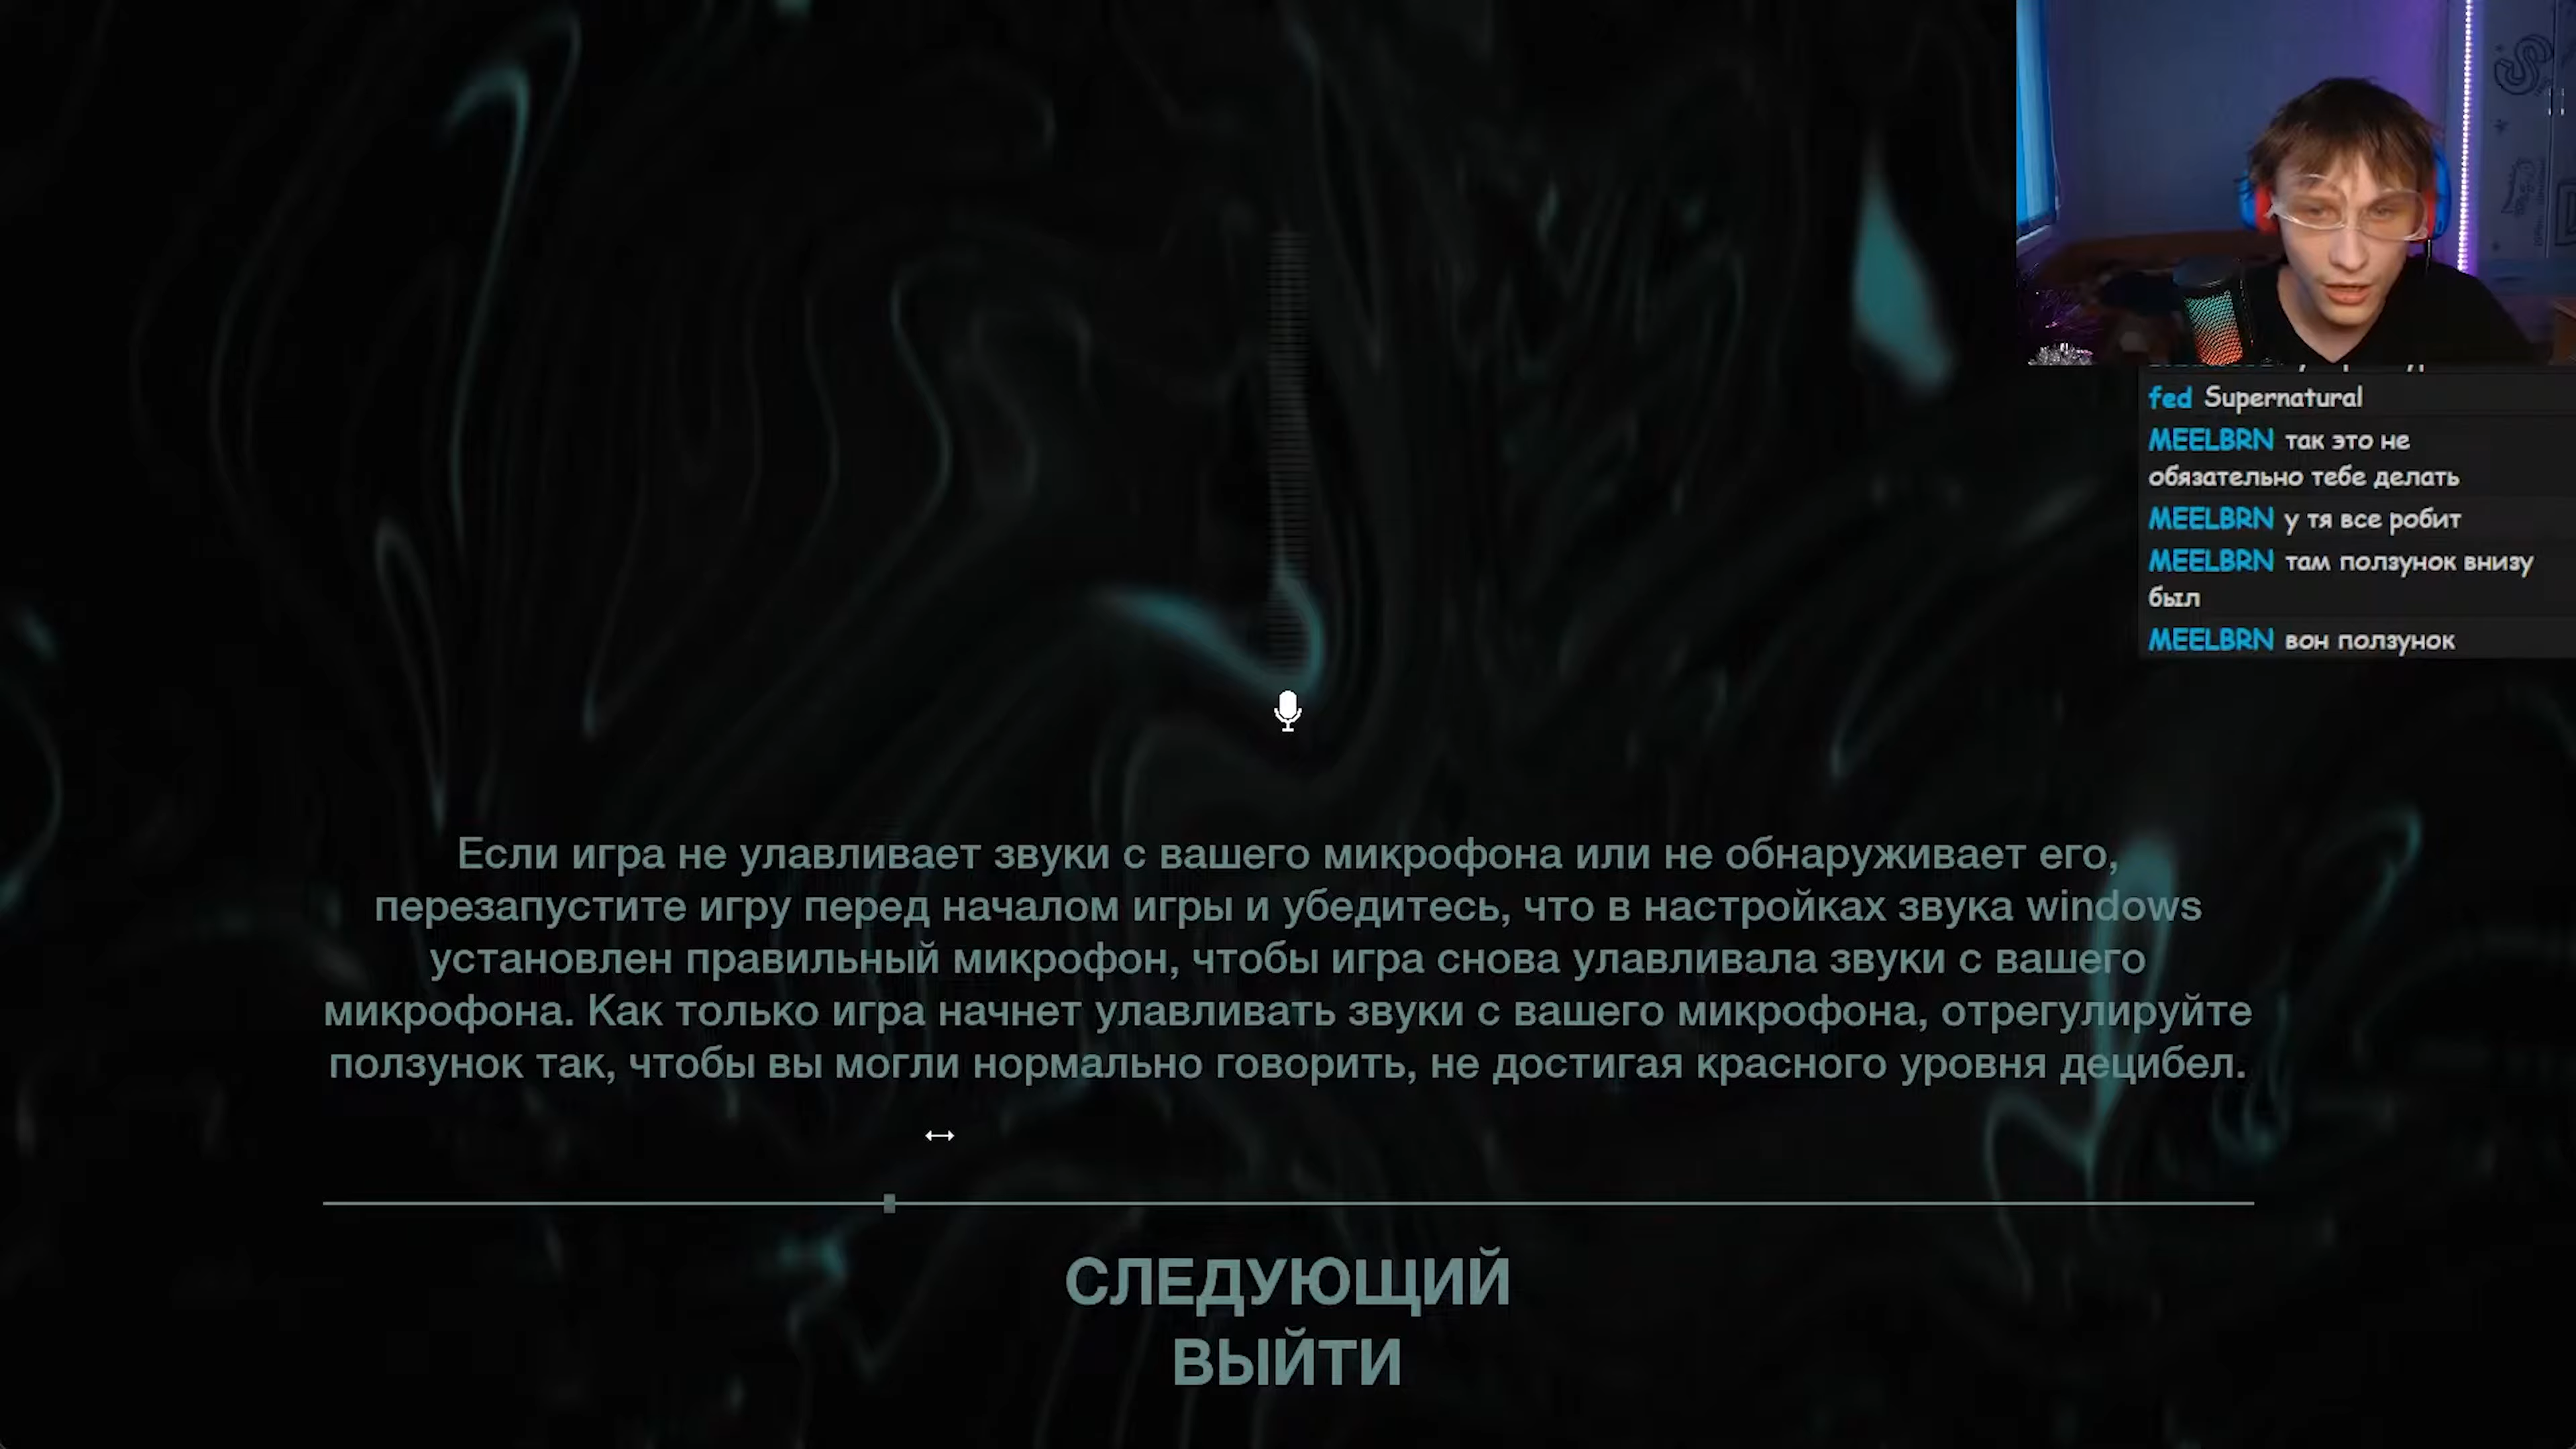 fed Supernatural
MEELBRN так это не
обязательно тебе делать
MEELBRN у тя все робит
MEELBRN там ползунок внизу
был
MEELBRN вон ползунок
Если игра не улавливает звуки с вашего микрофона или не обнаруживает его,
перезапустите игру перед началом игры и убедитесь, что в настройках звука windows
установлен правильный микрофон, чтобы игра снова улавливала звуки с вашего
микрофона. Как только игра начнет улавливать звуки с вашего микрофона, отрегулируйте
ползунок так, чтобы вы могли нормально говорить, не достигая красного уровня децибел.
СЛЕДУЮЩИЙ
ВЫЙТИ